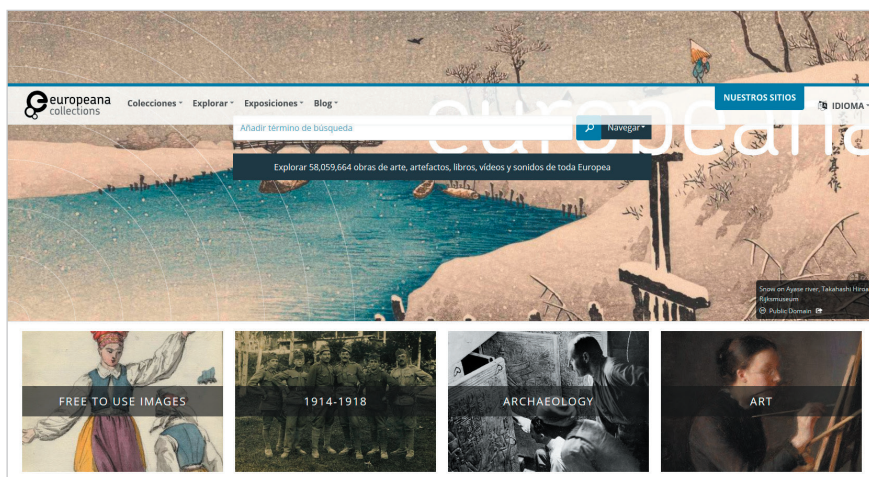 europeana
collections
Colecciones
Explorar
Exposiciones
Blog
NUESTROS SITIOS
IDIOMA
europeana
Añadir término de búsqueda
Navegar
Explorar 58,059,664 obras de arte, artefactos, libros, vídeos y sonidos de toda Europea
Snow on Ayase river, Takahashi Hiroa
Rijksmuseum
Public Domain
FREE TO USE IMAGES
1914-1918
ARCHAEOLOGY
ART